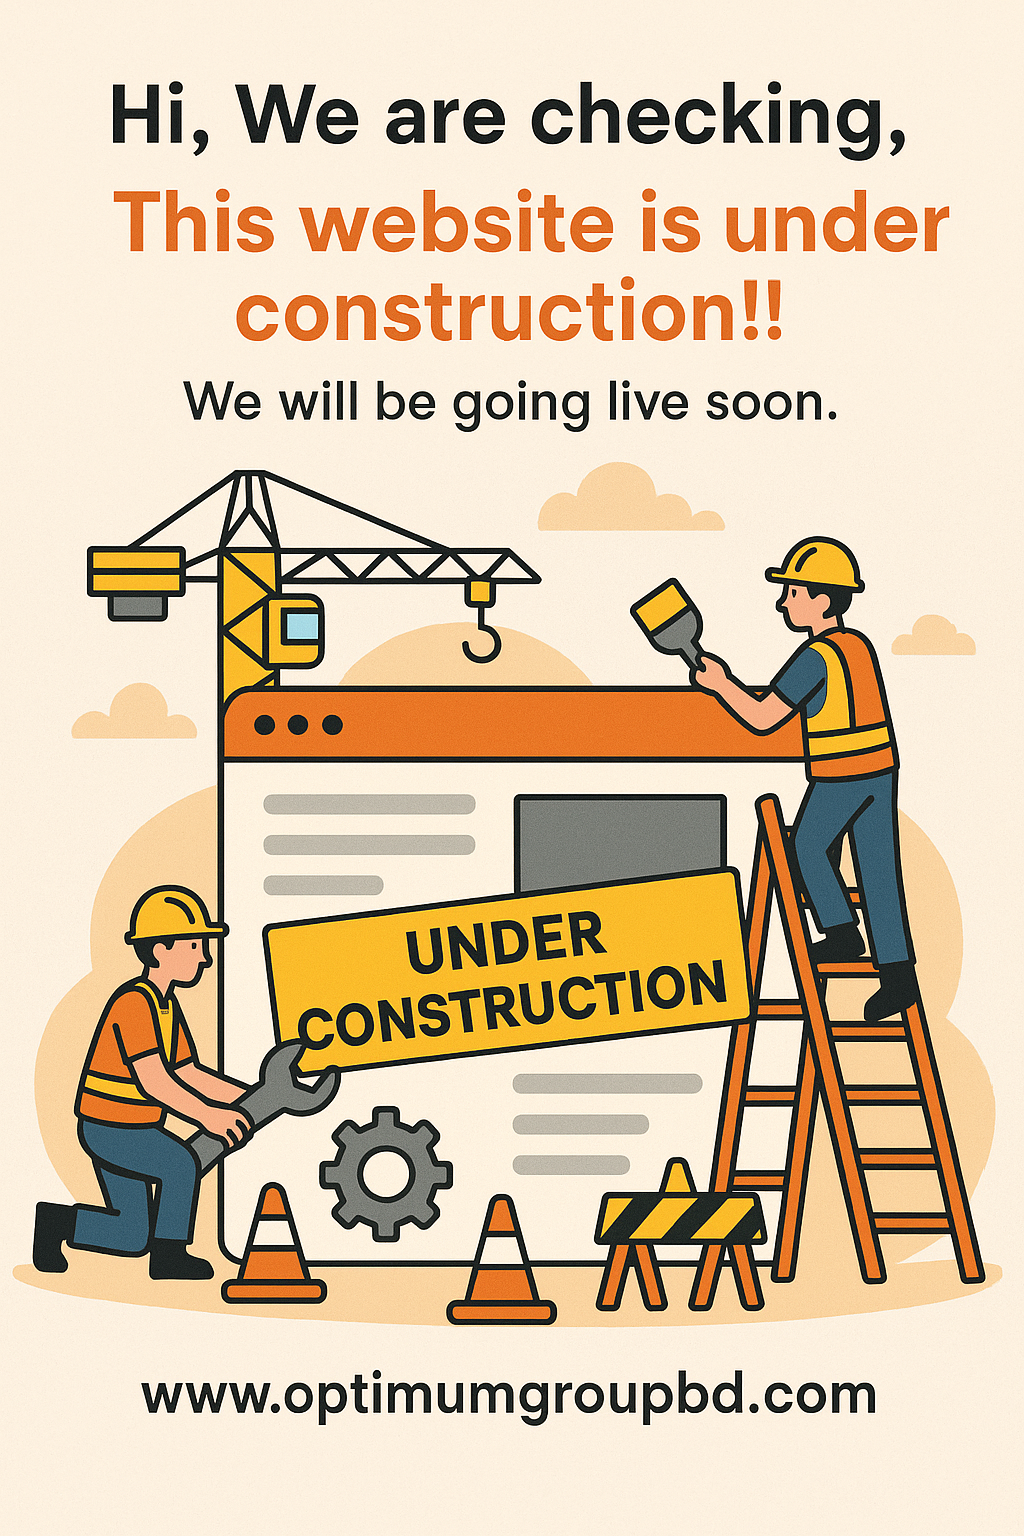 Hi, We are checking,
This website is under
construction!!
We will be going live soon.
UNDER
CONSTRUCTION
www.optimumgroupbd.com